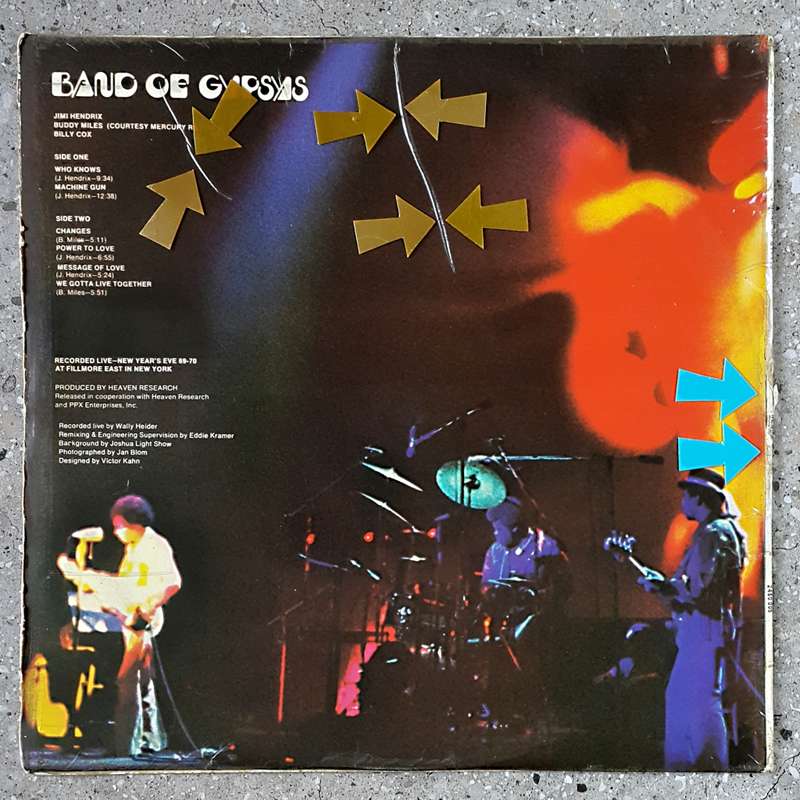 BAND OF GYPSYS
JIMI HENDRIX
BUDDY MILES (COURTESY MERCURY R
BILLY COX
SIDE ONE
WHO KNOWS
(J. Hendrix—9:34)
MACHINE GUN
(J. Hendrix—12:38)
SIDE TWO
CHANGES
(B. Miles—5:11)
POWER TO LOVE
(J. Hendrix—6:55)
MESSAGE OF LOVE
(J. Hendrix—5:24)
WE GOTTA LIVE TOGETHER
(B. Miles—5:51)
RECORDED LIVE—NEW YEAR'S EVE 69-70
AT FILLMORE EAST IN NEW YORK
PRODUCED BY HEAVEN RESEARCH
Released in cooperation with Heaven Research
and PPX Enterprises, Inc.
Recorded live by Wally Heider
Remixing & Engineering Supervision by Eddie Kramer
Background by Joshua Light Show
Photographed by Jan Blom
Designed by Victor Kahn